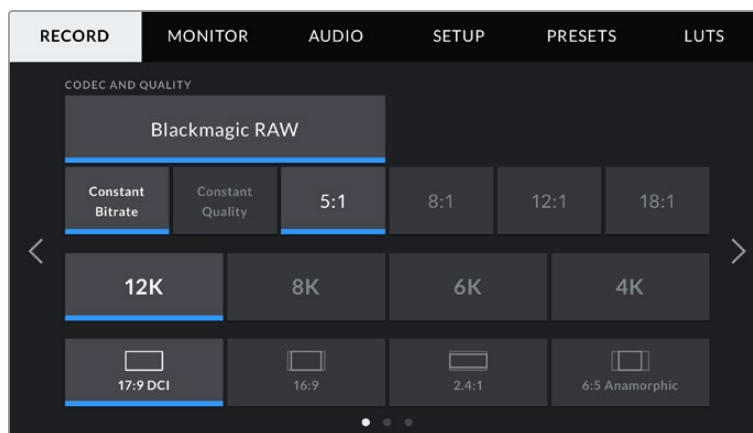 RECORD MONITOR AUDIO SETUP PRESETS LUTS
CODEC AND QUALITY
Blackmagic RAW
Constant Bitrate Constant Quality 5:1 8:1 12:1 18:1
12K 8K 6K 4K
17:9 DCI 16:9 2.4:1 6:5 Anamorphic